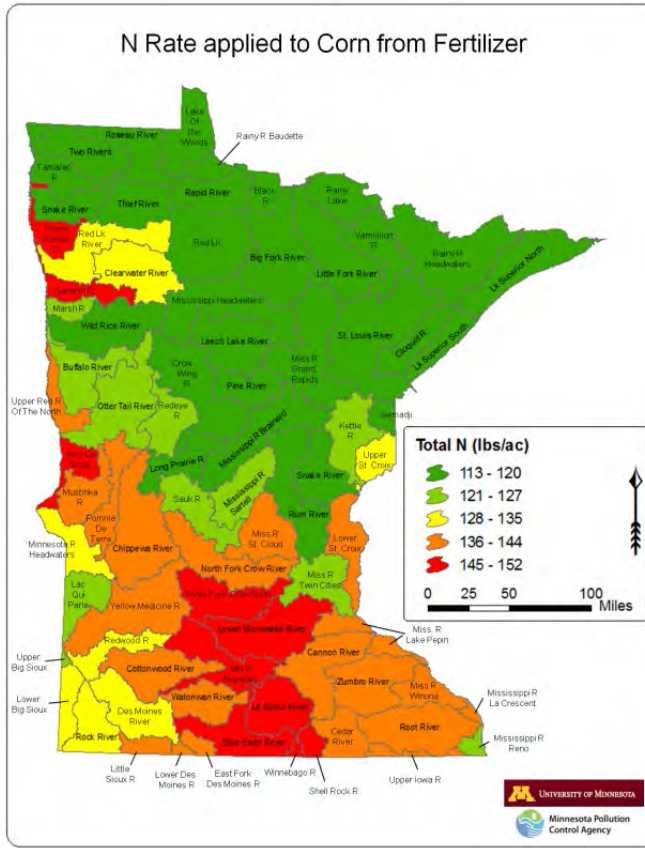 N Rate applied to Corn from Fertilizer
Lake
Of
the
Woods
Roseau River
Rainy R Baudette
Two Rivers
Tamarac
R
Rapid River
Black
R
Rainy
Lake
Snake River
Thief River
Red Lk
River
Red Lk
Vermillion
R
Rainy R
Headwaters
Lk Superior North
Big Fork River
Little Fork River
Clearwater River
Mississippi Headwaters
Marsh R
Wild Rice River
St. Louis River
Cloquet R
Lk Superior South
Leech Lake River
Miss R
Grand
Rapids
Crow
Wing
R
Buffalo River
Pine River
Otter Tail River
Redeye
R
Upper Red R
Of The North
Nemadji
Kettle
R
Mississippi R Brainerd
Long Prairie R
Upper
St. Croix
Snake River
Mustinka
R
Sauk R
Mississippi R
Sartell
Pomme
De
Terre
Rum River
Minnesota R
Headwaters
Chippewa River
Miss R
St. Cloud
Lower
St. Croix
North Fork Crow River
Miss R
Twin Cities
Lac
Qui
Parle
Yellow Medicine R
Lower Minnesota River
Miss. R
Lake Pepin
Redwood R
Cannon River
Upper
Big Sioux
Cottonwood River
Zumbro River
Miss R
Winona
Mississippi R
La Crescent
Watonwan River
Le Sueur River
Lower
Big Sioux
Des Moines
River
Rock River
Blue Earth River
Cedar
River
Root River
Mississippi R
Reno
Little
Sioux R
Lower Des
Moines R
East Fork
Des Moines R
Winnebago R
Shell Rock R
Upper Iowa R
Total N (lbs/ac)
113 - 120
121 - 127
128 - 135
136 - 144
145 - 152
0 25 50 100
Miles
M UNIVERSITY OF MINNESOTA
Minnesota Pollution
Control Agency